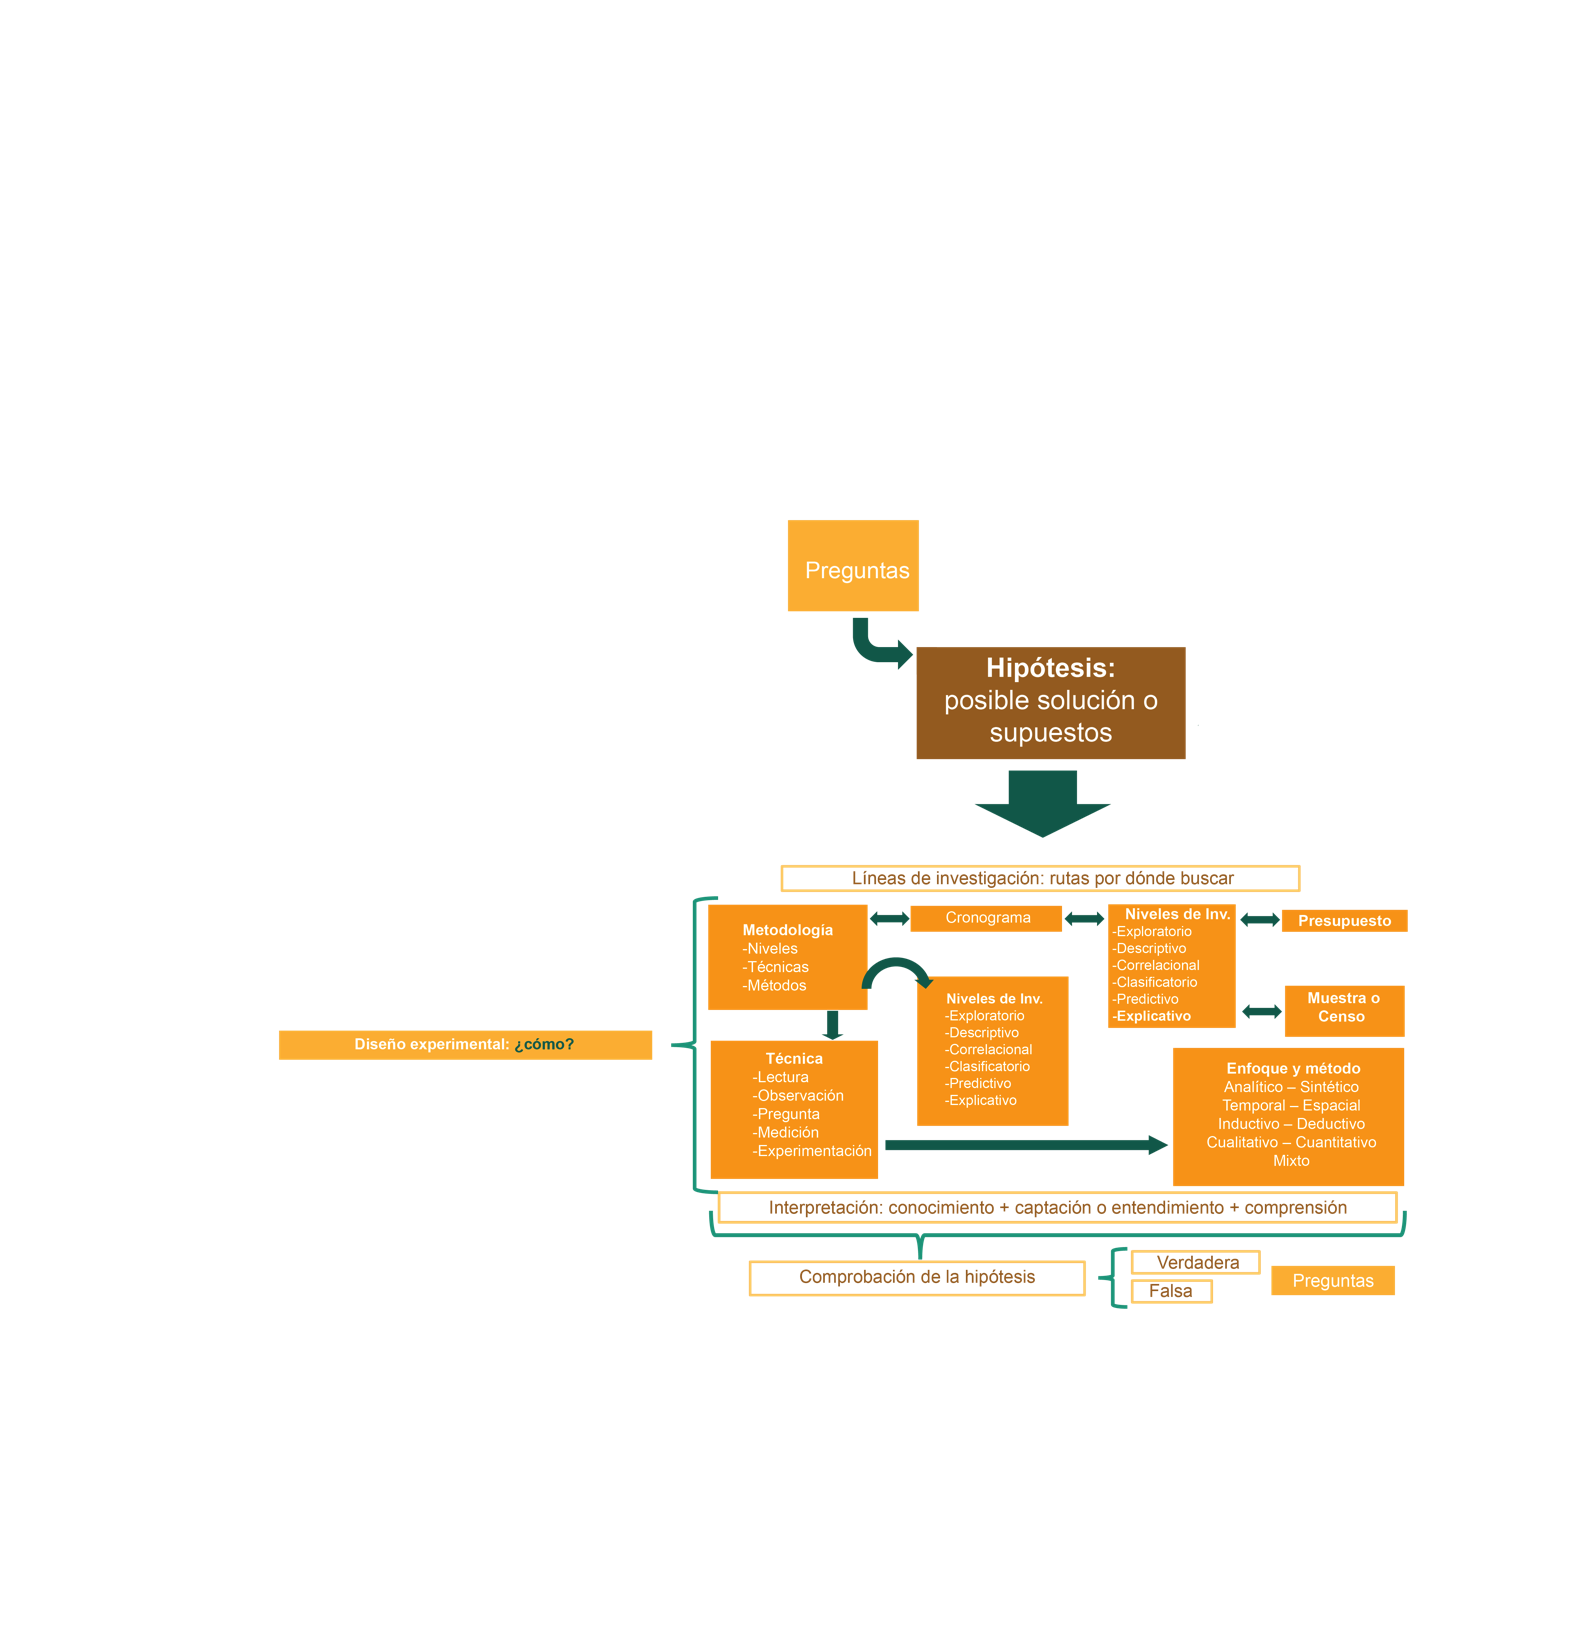 Preguntas
Hipótesis:
posible solución o
supuestos
Líneas de investigación: rutas por dónde buscar
Metodología
-Niveles
-Técnicas
-Métodos
Cronograma
Niveles de Inv.
-Exploratorio
-Descriptivo
-Correlacional
-Clasificatorio
-Predictivo
-Explicativo
Presupuesto
Muestra o
Censo
Niveles de Inv.
-Exploratorio
-Descriptivo
-Correlacional
-Clasificatorio
-Predictivo
-Explicativo
Diseño experimental: ¿cómo?
Técnica
-Lectura
-Observación
-Pregunta
-Medición
-Experimentación
Enfoque y método
Analítico – Sintético
Temporal – Espacial
Inductivo – Deductivo
Cualitativo – Cuantitativo
Mixto
Interpretación: conocimiento + captación o entendimiento + comprensión
Comprobación de la hipótesis
Verdadera
Falsa
Preguntas